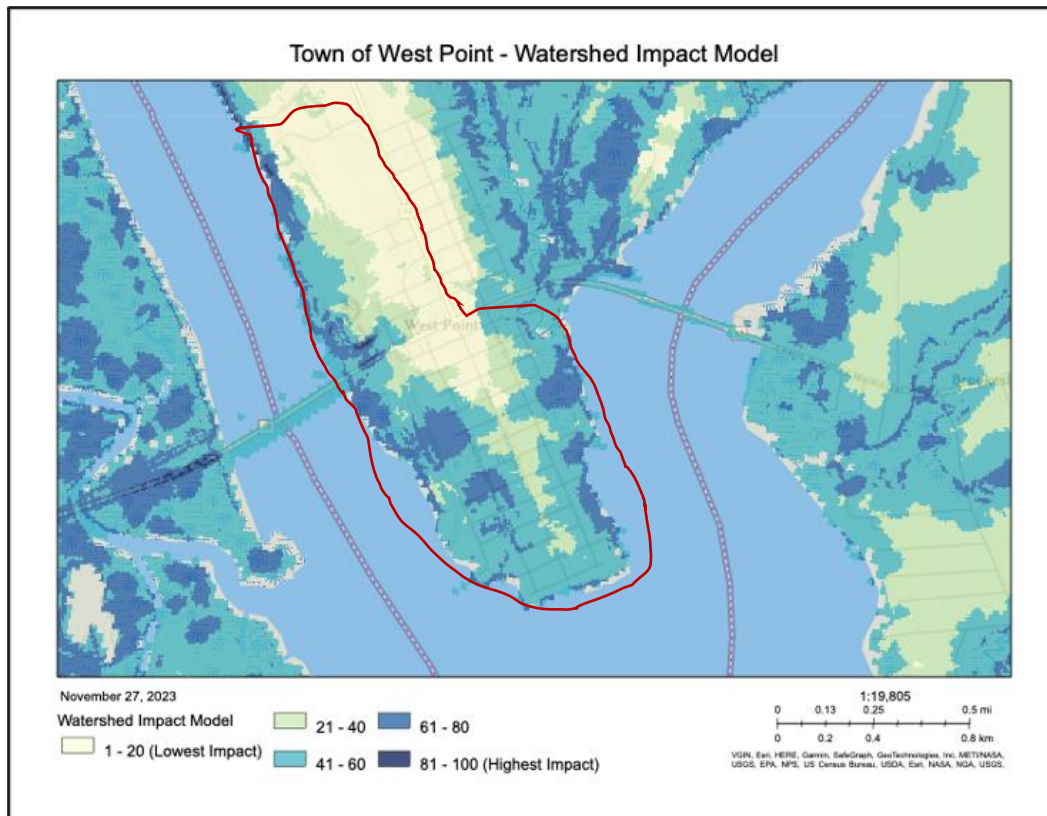 Town of West Point - Watershed Impact Model
West Point
November 27, 2023
Watershed Impact Model
1 - 20 (Lowest Impact)
21 - 40
41 - 60
61 - 80
81 - 100 (Highest Impact)
1:19,805
0 0.13 0.25 0.5 mi
0 0.2 0.4 0.8 km
VGIN, Esri, HERE, Garmin, SafeGraph, GeoTechnologies, Inc, METI/NASA,
USGS, EPA, NPS, US Census Bureau, USDA, Esri, NASA, NGA, USGS,